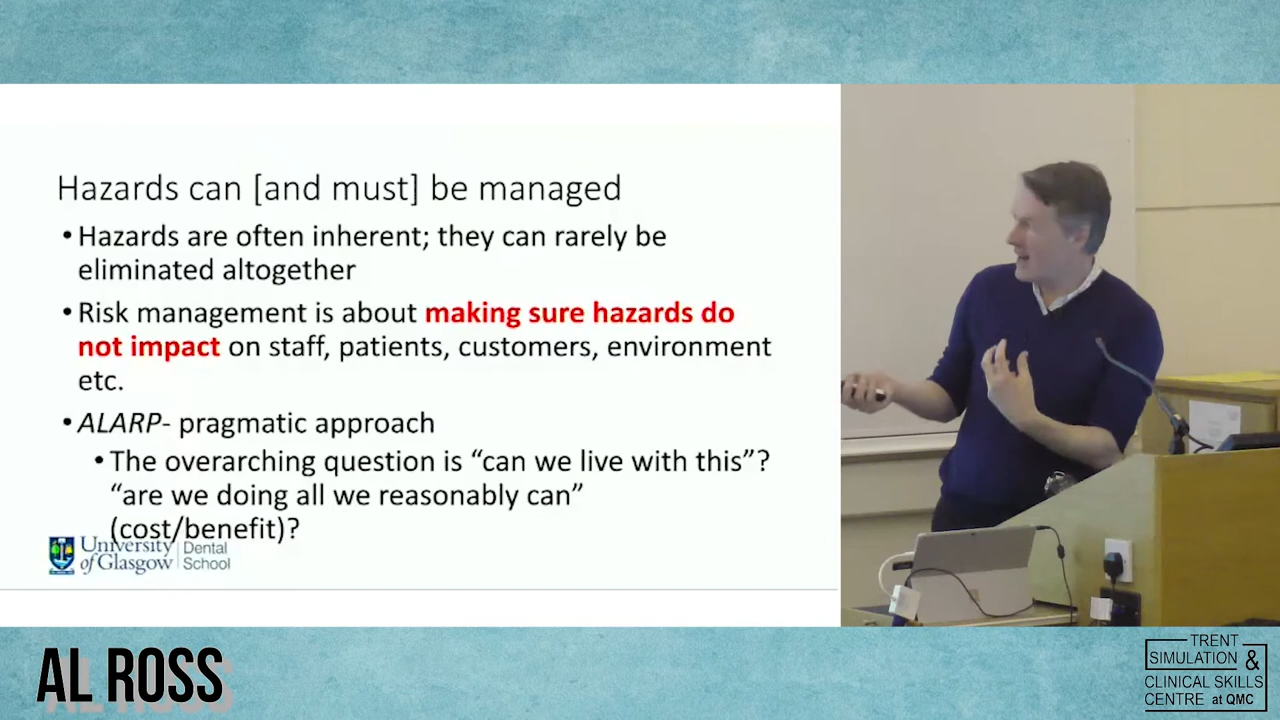 Hazards can [and must] be managed
• Hazards are often inherent; they can rarely be
eliminated altogether
• Risk management is about making sure hazards do
not impact on staff, patients, customers, environment
etc.
• ALARP- pragmatic approach
• The overarching question is “can we live with this”?
“are we doing all we reasonably can”
(cost/benefit)?
University of Glasgow | Dental School
AL ROSS
TRENT
SIMULATION &
CLINICAL SKILLS
CENTRE at QMC